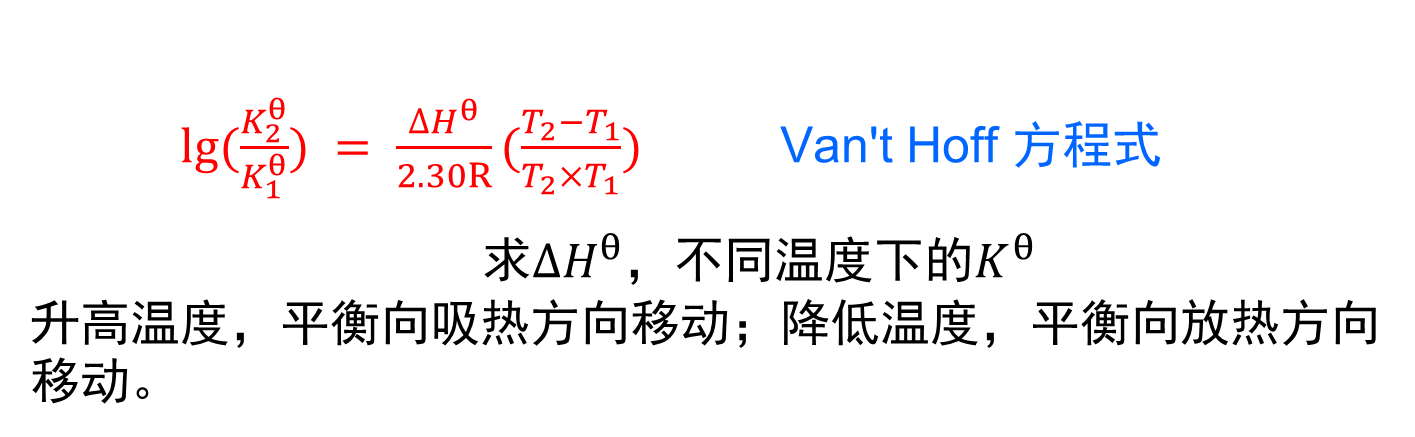 lg(K₂^θ/K₁^θ) = ΔH^θ/2.30R (T₂−T₁/T₂×T₁) Van't Hoff 方程式
求ΔH^θ，不同温度下的K^θ
升高温度，平衡向吸热方向移动；降低温度，平衡向放热方向
移动。